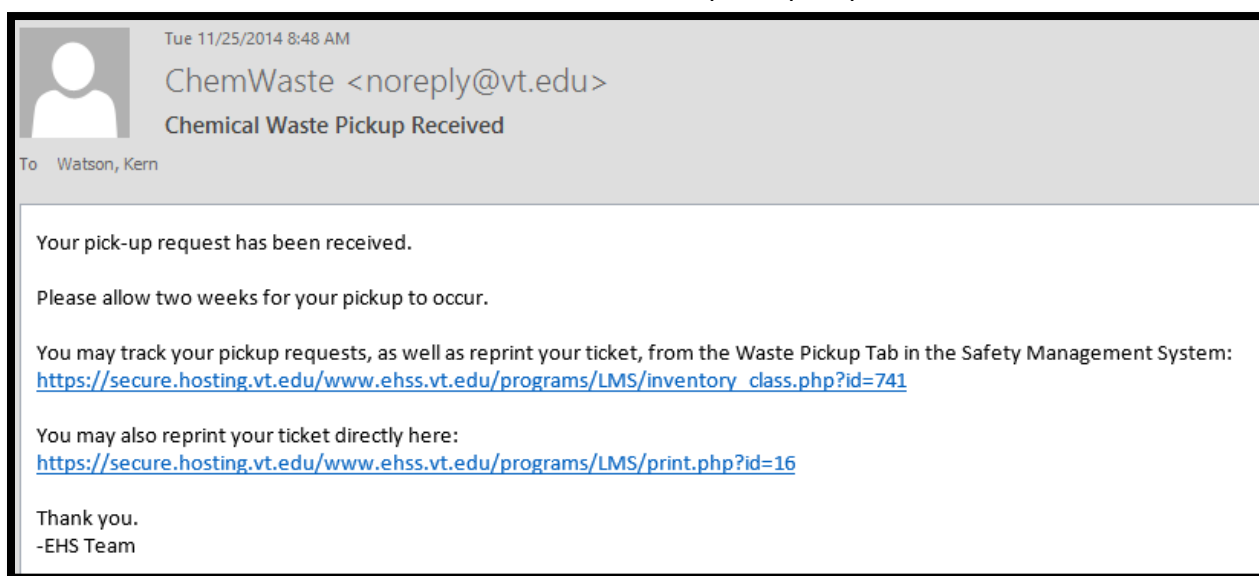 Tue 11/25/2014 8:48 AM
ChemWaste <noreply@vt.edu>
Chemical Waste Pickup Received
To Watson, Kern
Your pick-up request has been received.
Please allow two weeks for your pickup to occur.
You may track your pickup requests, as well as reprint your ticket, from the Waste Pickup Tab in the Safety Management System:
https://secure.hosting.vt.edu/www.ehss.vt.edu/programs/LMS/inventory_class.php?id=741
You may also reprint your ticket directly here:
https://secure.hosting.vt.edu/www.ehss.vt.edu/programs/LMS/print.php?id=16
Thank you.
-EHS Team